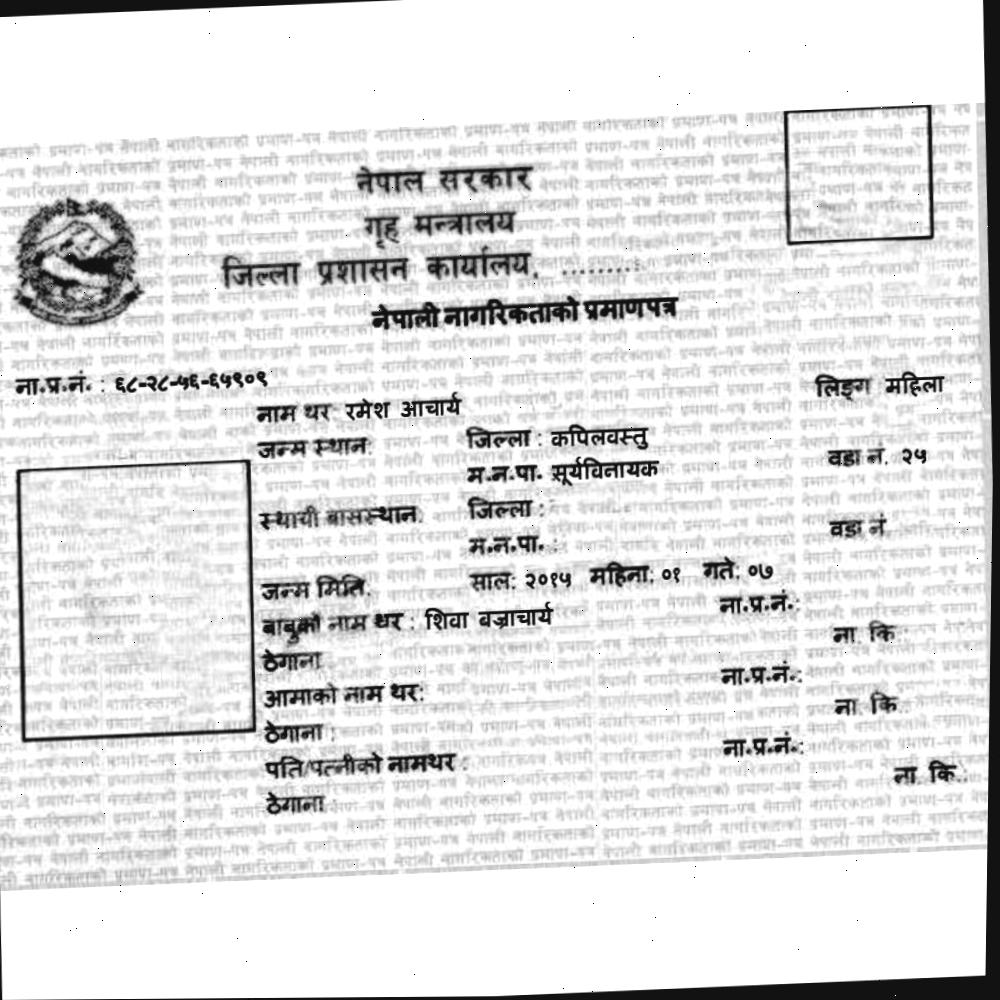 नेपाल सरकार
गृह मन्त्रालय
जिल्ला प्रशासन कार्यालय, .........
नेपाली नागरिकताको प्रमाणपत्र
ना.प्र.नं. : ६८-२८-५६-६५९०९
लिङ्ग महिला
नाम थर रमेश आचार्य
जन्म स्थान: जिल्ला : कपिलवस्तु
म.न.पा. सूर्यविनायक वडा नं. २५
स्थायी बासस्थान: जिल्ला :
म.न.पा. : वडा नं
जन्म मिति: साल: २०१५ महिना: ०१ गते: ०७
बाबुको नाम थर : शिवा बज्राचार्य ना.प्र.नं.:
ठेगाना ना. कि.:
आमाको नाम थर: ना.प्र.नं.:
ठेगाना : ना. कि.:
पति/पत्नीको नामथर : ना.प्र.नं.:
ठेगाना : ना. कि.: